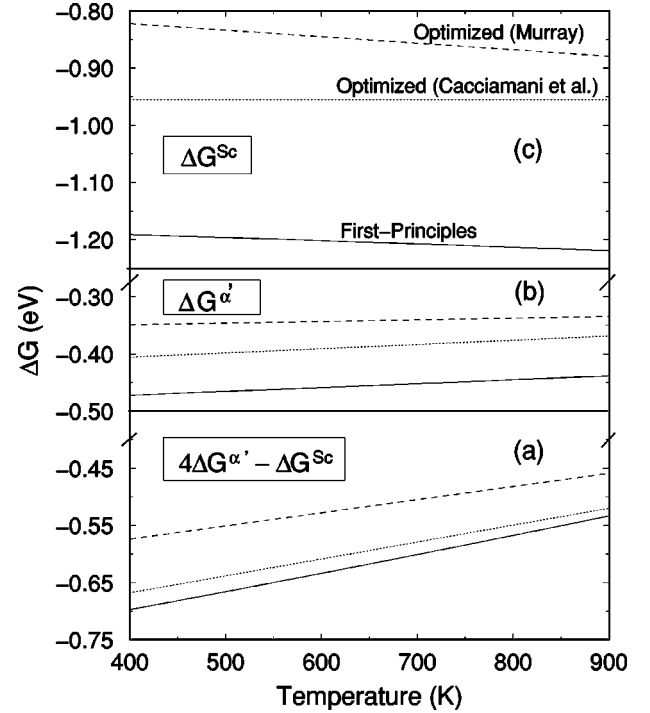 −0.80
Optimized (Murray)
−0.90
Optimized (Cacciamani et al.)
−1.00
ΔG^Sc
(c)
−1.10
First−Principles
−1.20
ΔG^α'
(b)
−0.30
−0.40
ΔG (eV)
−0.50
4ΔG^α' − ΔG^Sc
(a)
−0.45
−0.55
−0.65
−0.75
400 500 600 700 800 900
Temperature (K)